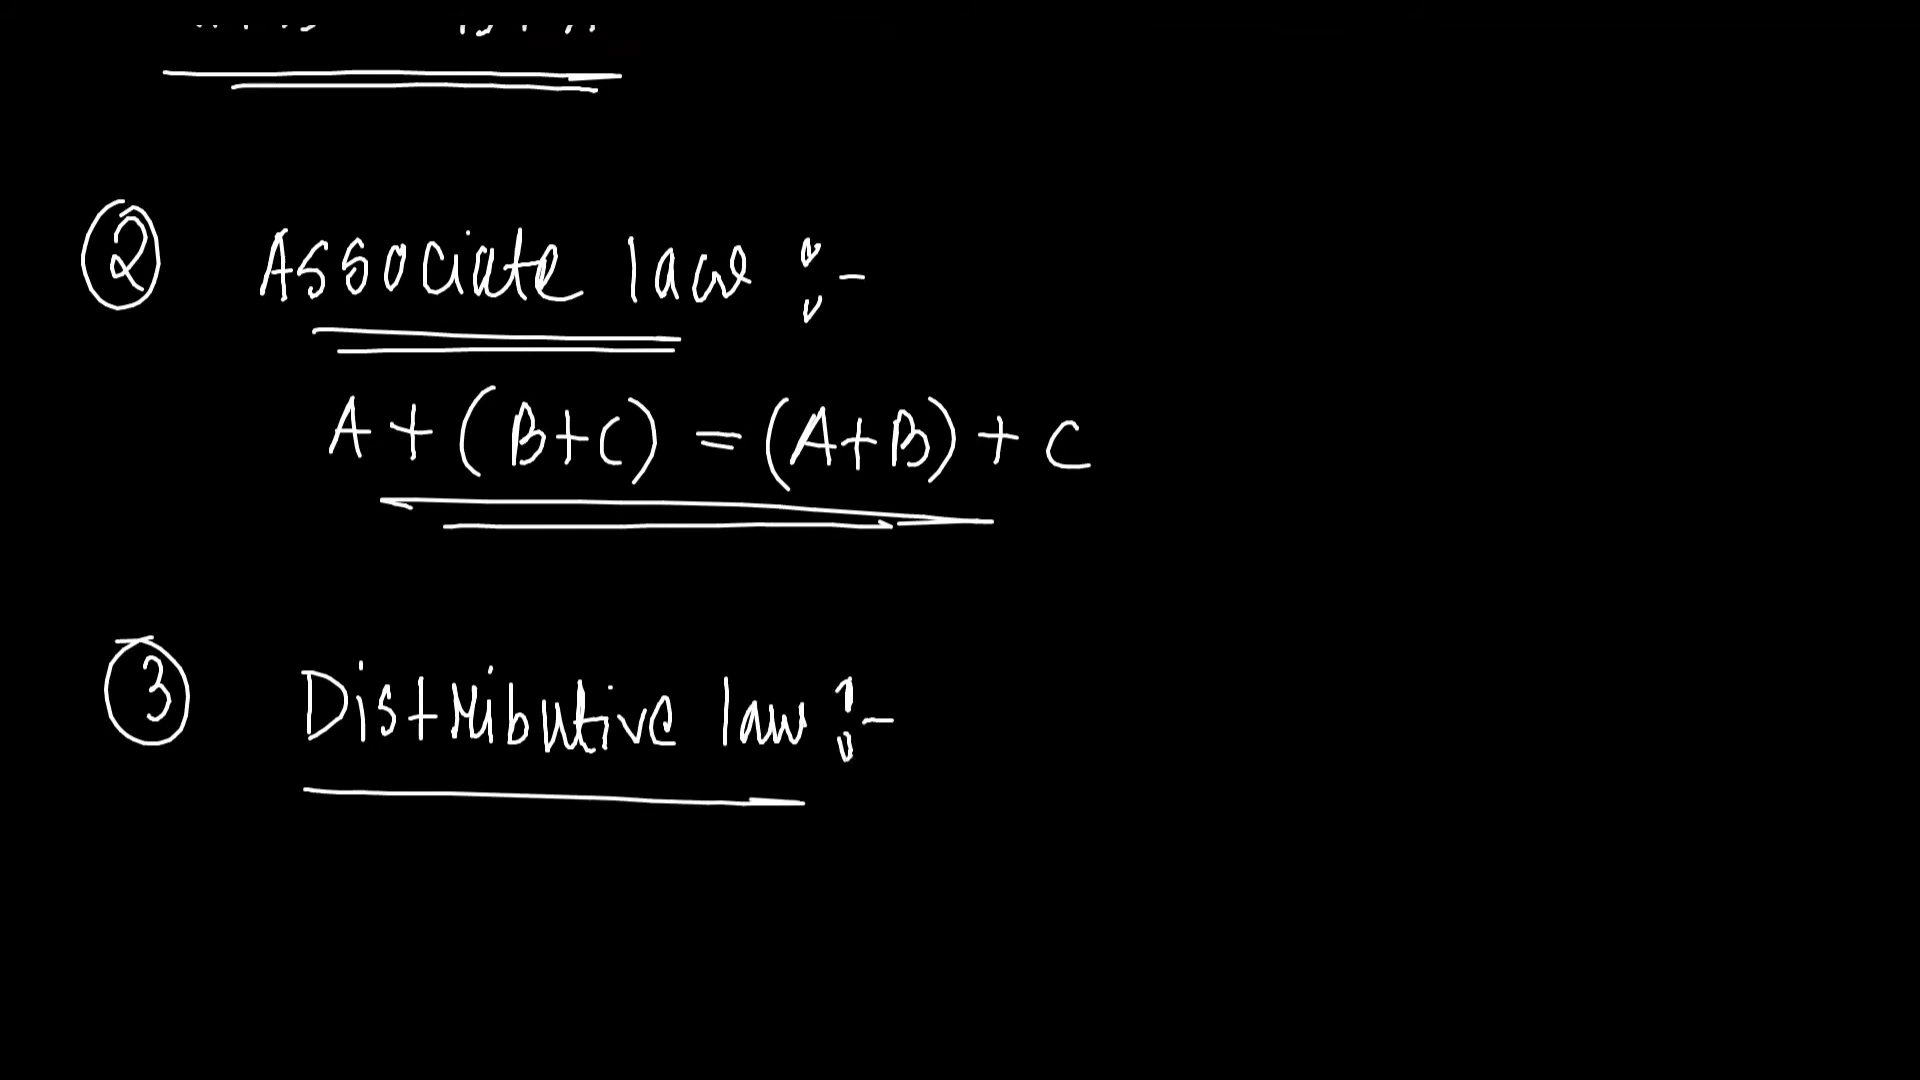 ② Associate law :-
A + (B+C) = (A+B) + C
③ Distributive law :-